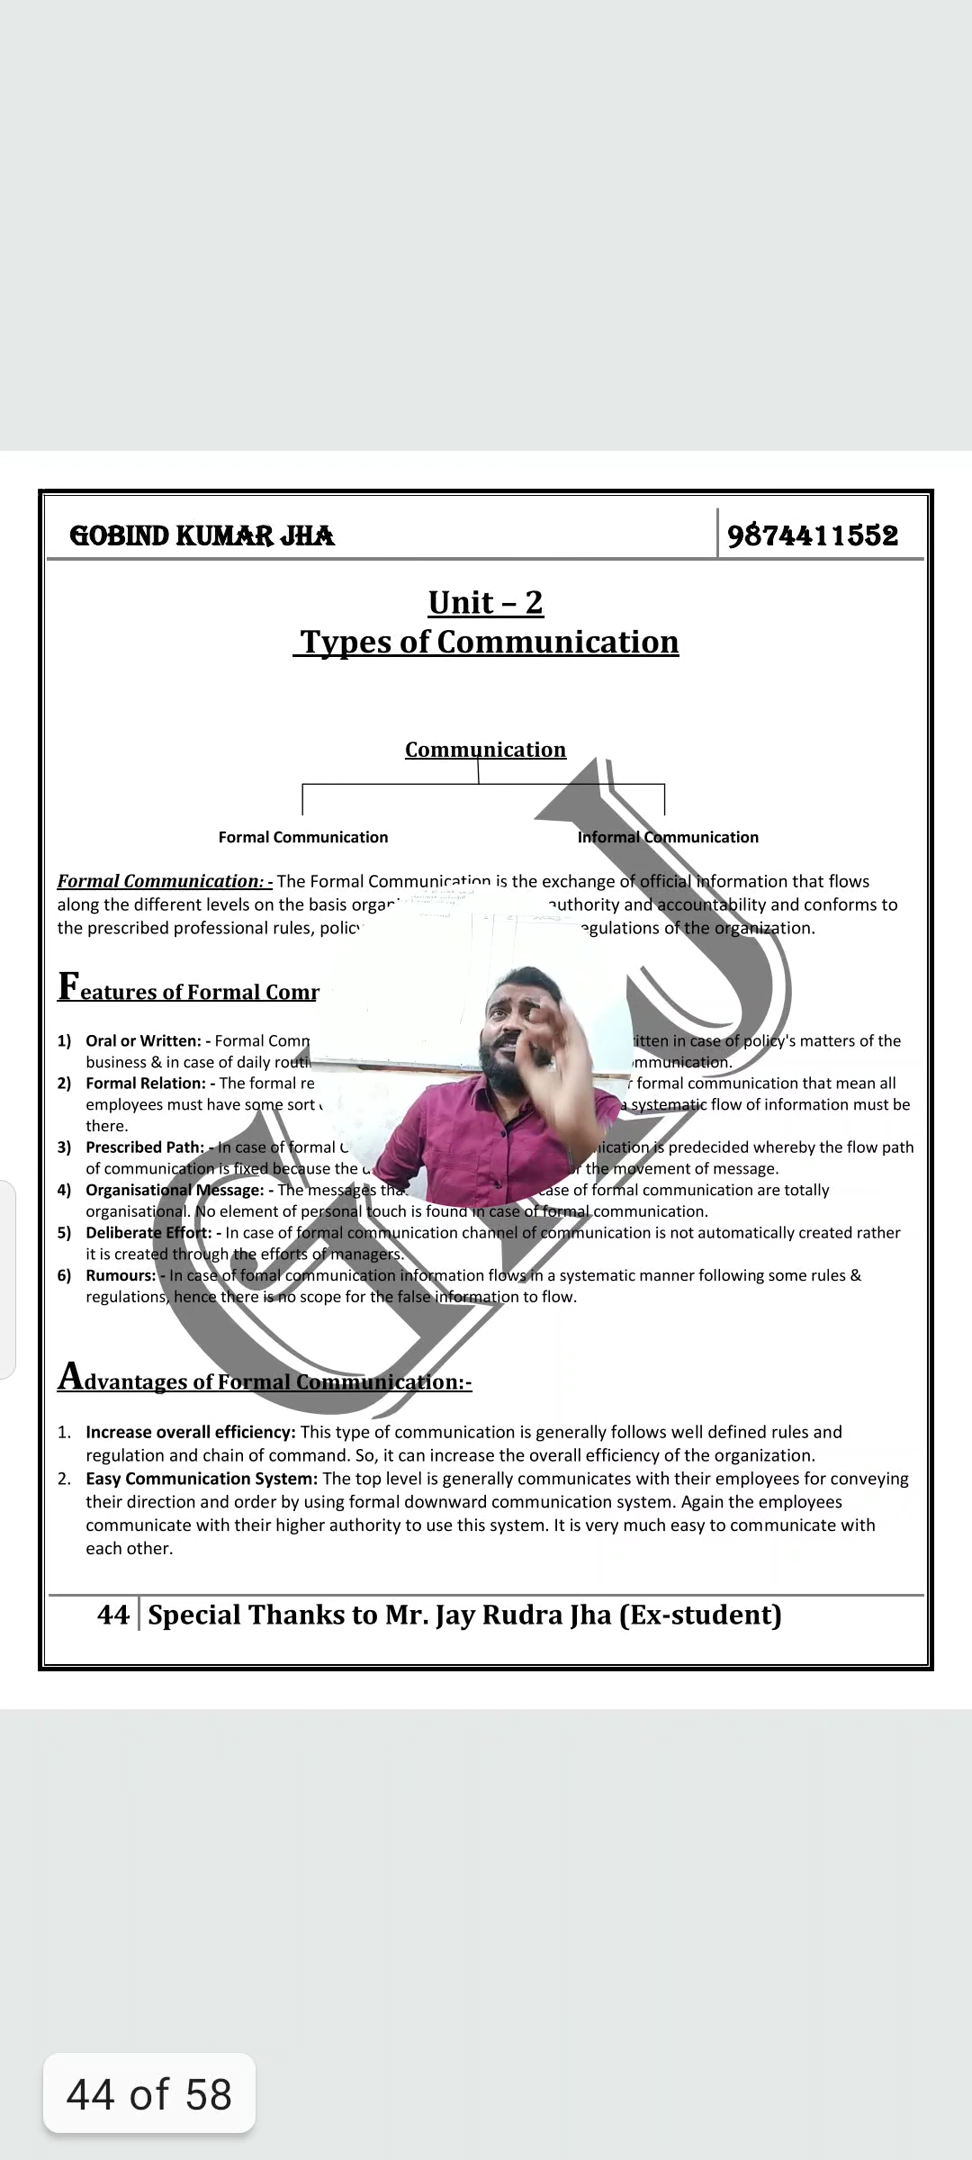 GOBIND KUMAR JHA
9874411552
Unit – 2
Types of Communication
Communication
Formal Communication
Informal Communication
Formal Communication: - The Formal Communication is the exchange of official information that flows
along the different levels on the basis authority and accountability and conforms to
the prescribed professional rules, of the organization.
Features of Formal
1) Oral or Written: - Formal in case of policy's matters of the
business & in case of daily
2) Formal Relation: - The formal formal communication that mean all
employees must have some sort systematic flow of information must be
there.
3) Prescribed Path: - In case of formal is predecided whereby the flow path
of communication is fixed because the the movement of message.
4) Organisational Message: - The messages case of formal communication are totally
organisational. No element of personal touch is found in case of formal communication.
5) Deliberate Effort: - In case of formal communication channel of communication is not automatically created rather
it is created through the efforts of managers.
6) Rumours: - In case of fomal communication information flows in a systematic manner following some rules &
regulations, hence there is no scope for the false information to flow.
Advantages of Formal Communication:-
1. Increase overall efficiency: This type of communication is generally follows well defined rules and
regulation and chain of command. So, it can increase the overall efficiency of the organization.
2. Easy Communication System: The top level is generally communicates with their employees for conveying
their direction and order by using formal downward communication system. Again the employees
communicate with their higher authority to use this system. It is very much easy to communicate with
each other.
44 Special Thanks to Mr. Jay Rudra Jha (Ex-student)
GKJ
44 of 58